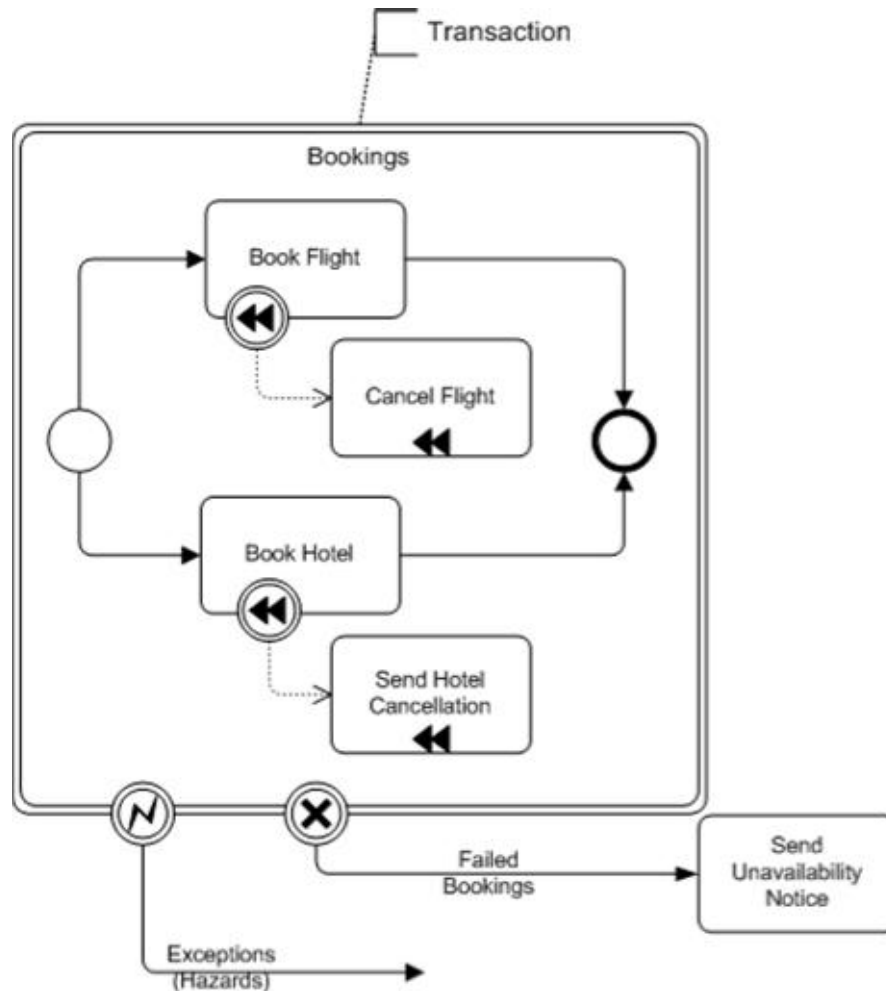 Transaction
Bookings
Book Flight
Cancel Flight
Book Hotel
Send Hotel
Cancellation
Failed
Bookings
Send
Unavailability
Notice
Exceptions
(Hazards)